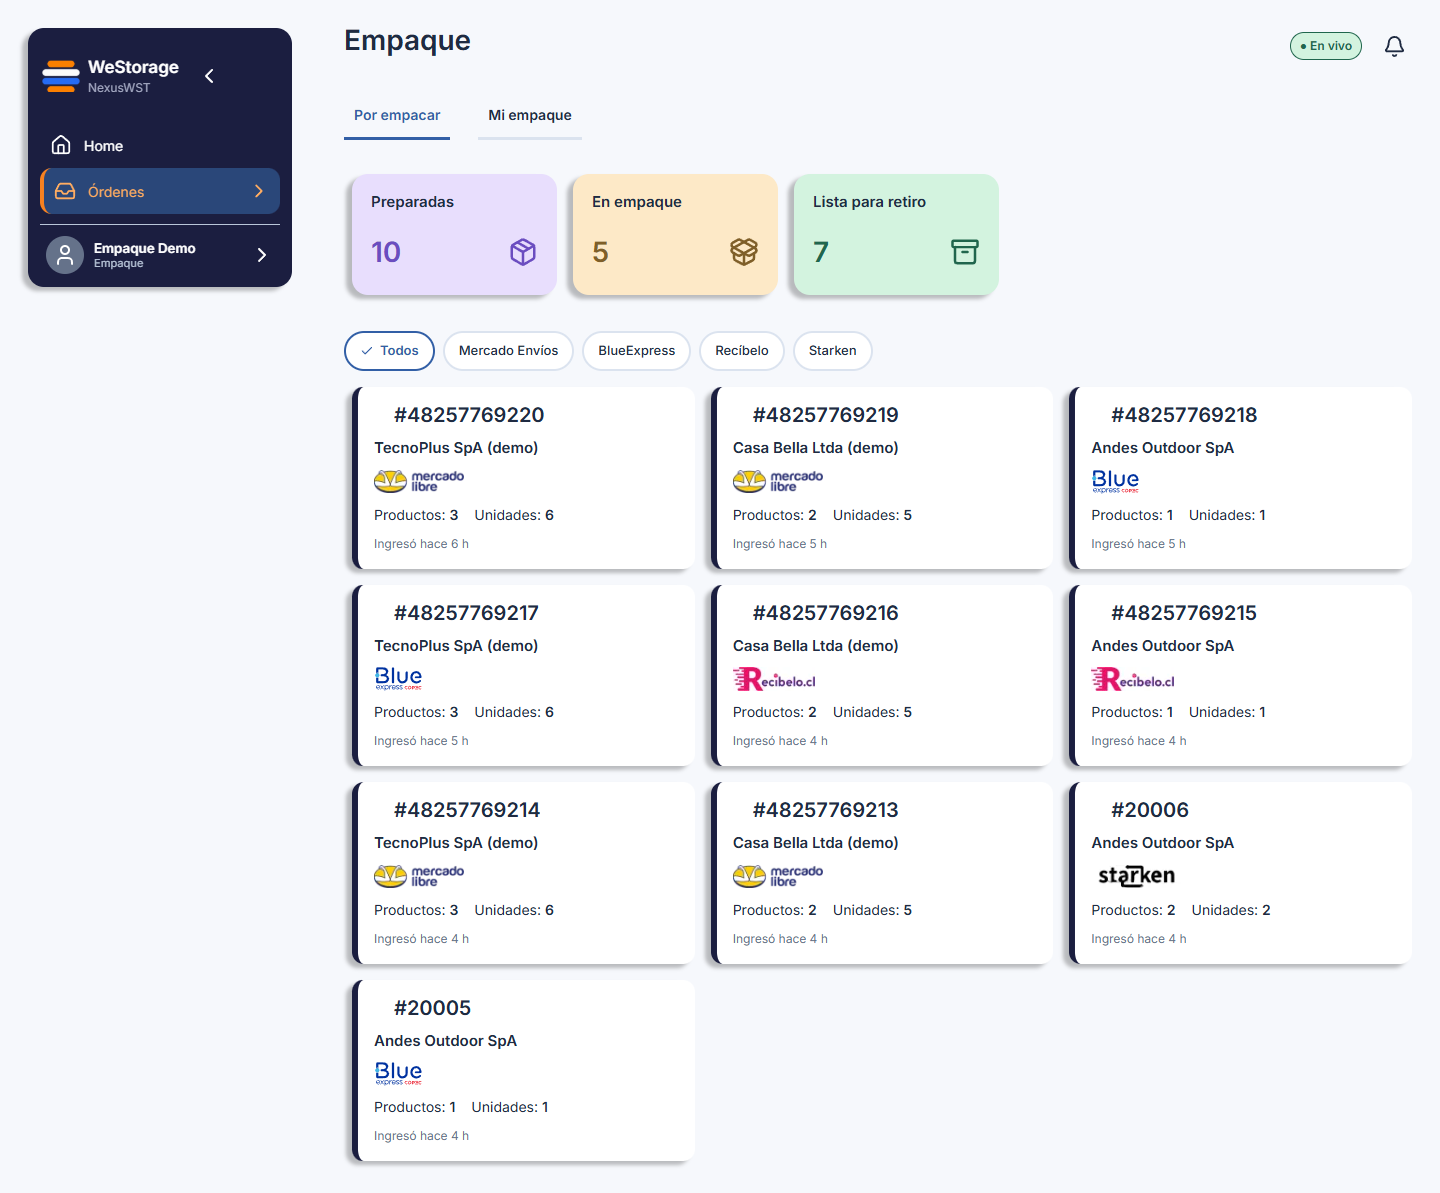 WeStorage
NexusWST
Home
Órdenes
Empaque Demo
Empaque
Empaque
• En vivo
Por empacar
Mi empaque
Preparadas
10
En empaque
5
Lista para retiro
7
Todos
Mercado Envíos
BlueExpress
Recíbelo
Starken
#48257769220
TecnoPlus SpA (demo)
mercado
libre
Productos: 3 Unidades: 6
Ingresó hace 6 h
#48257769219
Casa Bella Ltda (demo)
mercado
libre
Productos: 2 Unidades: 5
Ingresó hace 5 h
#48257769218
Andes Outdoor SpA
Blue
express COPEC
Productos: 1 Unidades: 1
Ingresó hace 5 h
#48257769217
TecnoPlus SpA (demo)
Blue
express COPEC
Productos: 3 Unidades: 6
Ingresó hace 5 h
#48257769216
Casa Bella Ltda (demo)
Recibelo.cl
Productos: 2 Unidades: 5
Ingresó hace 4 h
#48257769215
Andes Outdoor SpA
Recibelo.cl
Productos: 1 Unidades: 1
Ingresó hace 4 h
#48257769214
TecnoPlus SpA (demo)
mercado
libre
Productos: 3 Unidades: 6
Ingresó hace 4 h
#48257769213
Casa Bella Ltda (demo)
mercado
libre
Productos: 2 Unidades: 5
Ingresó hace 4 h
#20006
Andes Outdoor SpA
starken
Productos: 2 Unidades: 2
Ingresó hace 4 h
#20005
Andes Outdoor SpA
Blue
express COPEC
Productos: 1 Unidades: 1
Ingresó hace 4 h